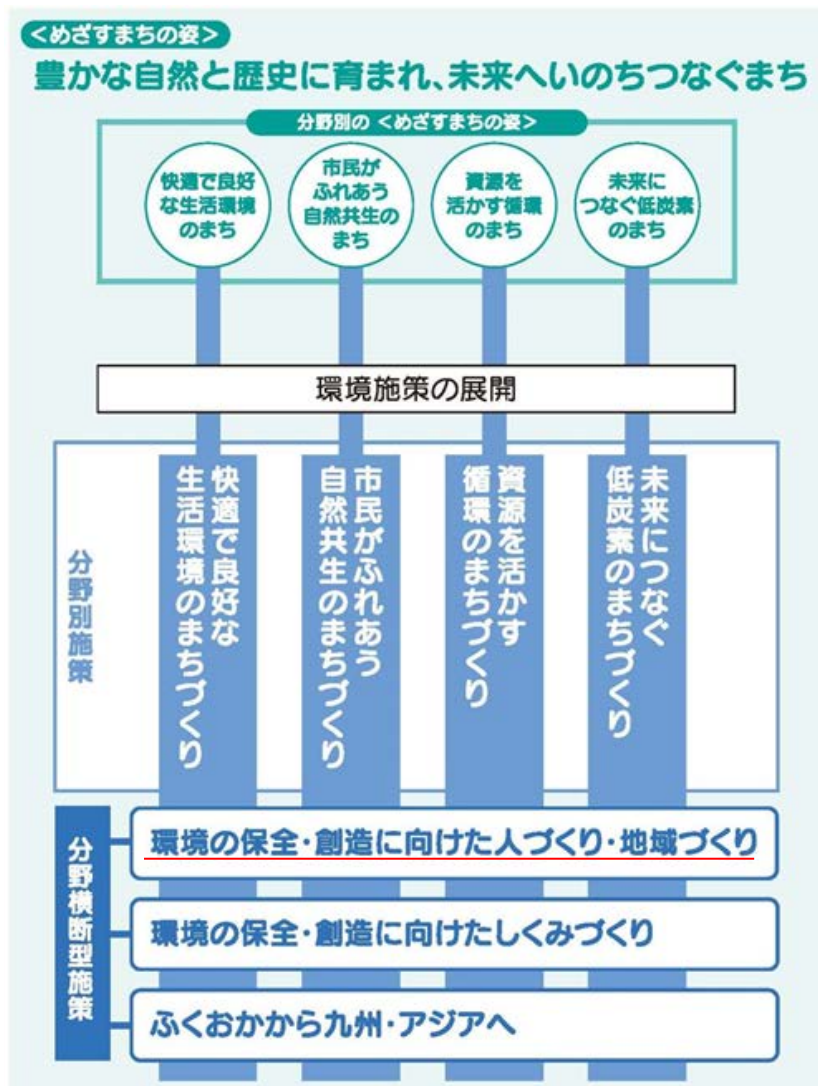 <めざすまちの姿>
豊かな自然と歴史に育まれ、未来へいのちつなぐまち
分野別の <めざすまちの姿>
快適で良好
な生活環境
のまち
市民が
ふれあう
自然共生の
まち
資源を
活かす循環
のまち
未来に
つなぐ低炭素
のまち
環境施策の展開
分野別施策
快適で良好な
生活環境のまちづくり
市民がふれあう
自然共生のまちづくり
資源を活かす
循環のまちづくり
未来につなぐ
低炭素のまちづくり
分野横断型施策
環境の保全・創造に向けた人づくり・地域づくり
環境の保全・創造に向けたしくみづくり
ふくおかから九州・アジアへ